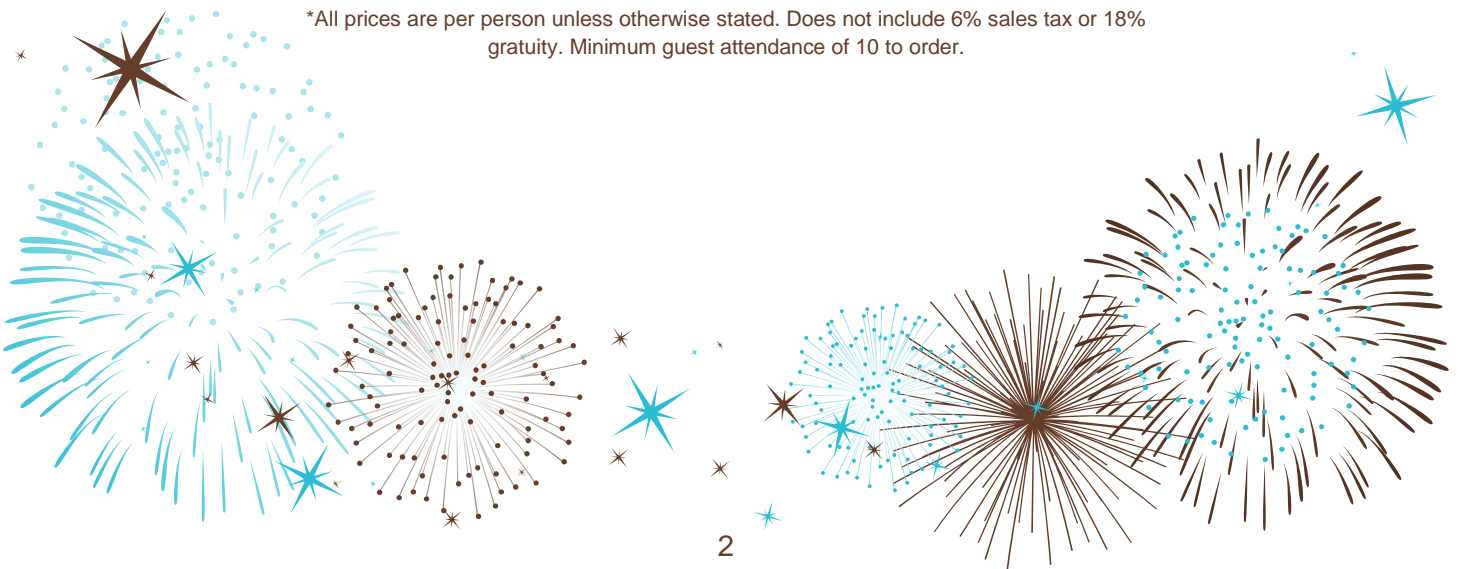 *All prices are per person unless otherwise stated. Does not include 6% sales tax or 18%
gratuity. Minimum guest attendance of 10 to order.
2